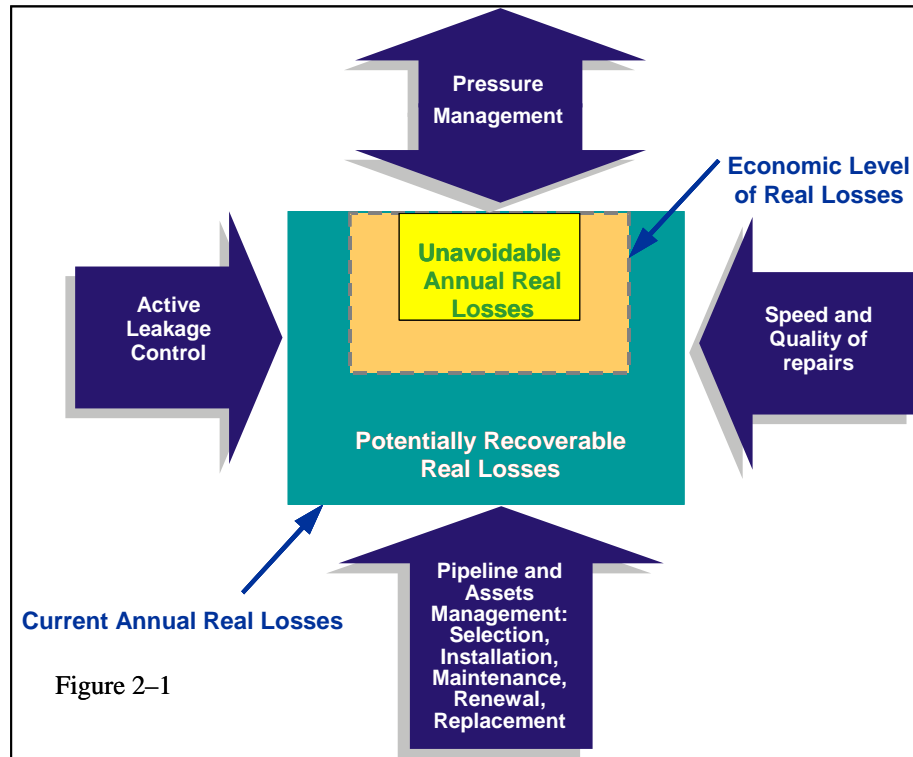 Pressure
Management
Economic Level
of Real Losses
Unavoidable
Annual Real
Losses
Active
Leakage
Control
Speed and
Quality of
repairs
Potentially Recoverable
Real Losses
Current Annual Real Losses
Pipeline and
Assets
Management:
Selection,
Installation,
Maintenance,
Renewal,
Replacement
Figure 2–1